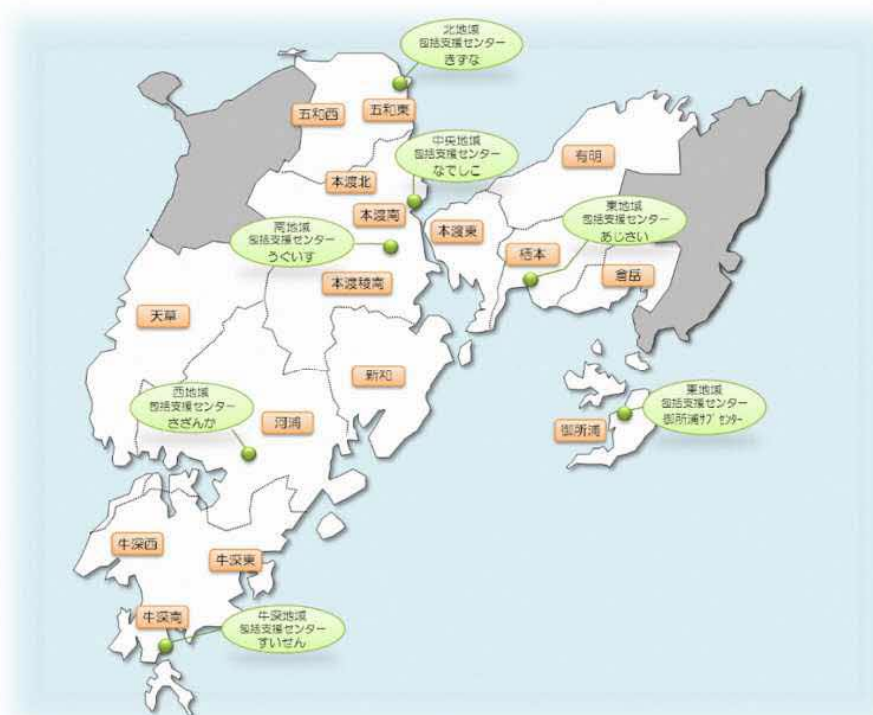 北地域
包括支援センター
きずな
五和西
五和東
中央地域
包括支援センター
なでしこ
有明
本渡北
本渡南
東地域
包括支援センター
あじさい
南地域
包括支援センター
うぐいす
本渡東
栖本
倉岳
本渡稜南
天草
新和
西地域
包括支援センター
さざんか
河浦
東地域
包括支援センター
御所浦サブセンター
御所浦
牛深西
牛深東
牛深南
牛深地域
包括支援センター
すいせん